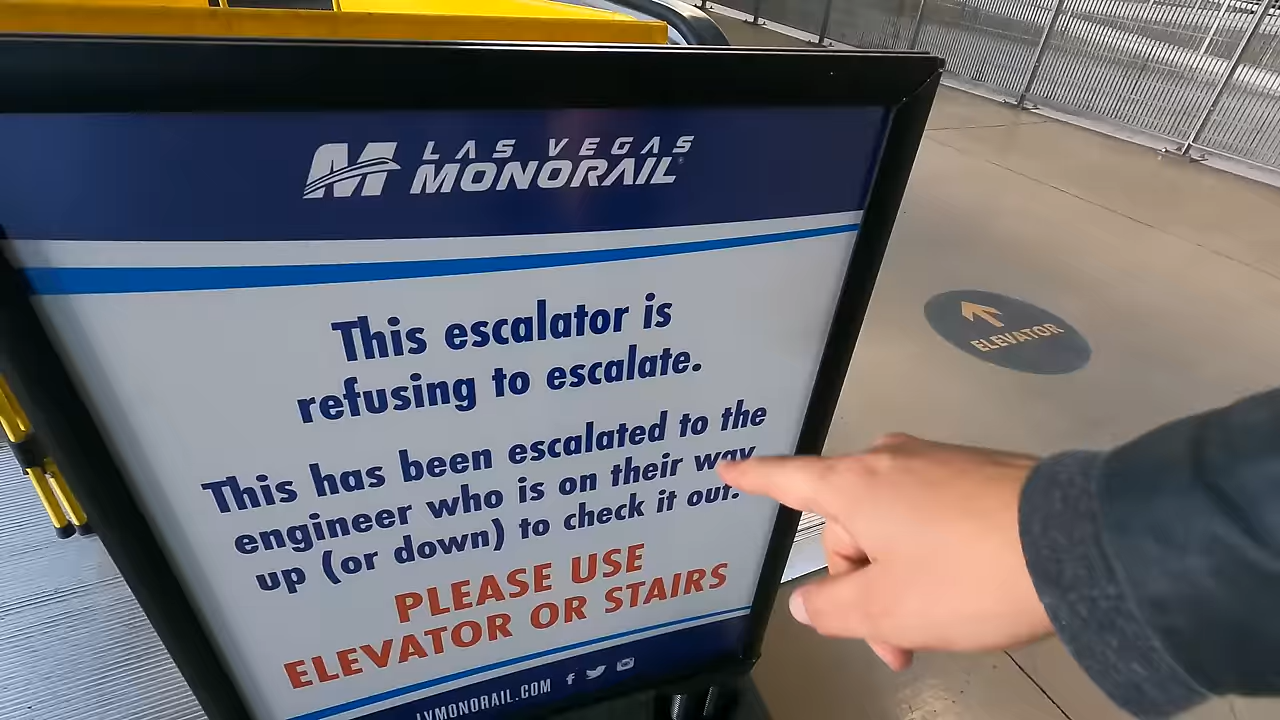 LAS VEGAS
MONORAIL
This escalator is
refusing to escalate.
This has been escalated to the
engineer who is on their way
up (or down) to check it out.
PLEASE USE
ELEVATOR OR STAIRS
LVMONORAIL.COM
ELEVATOR